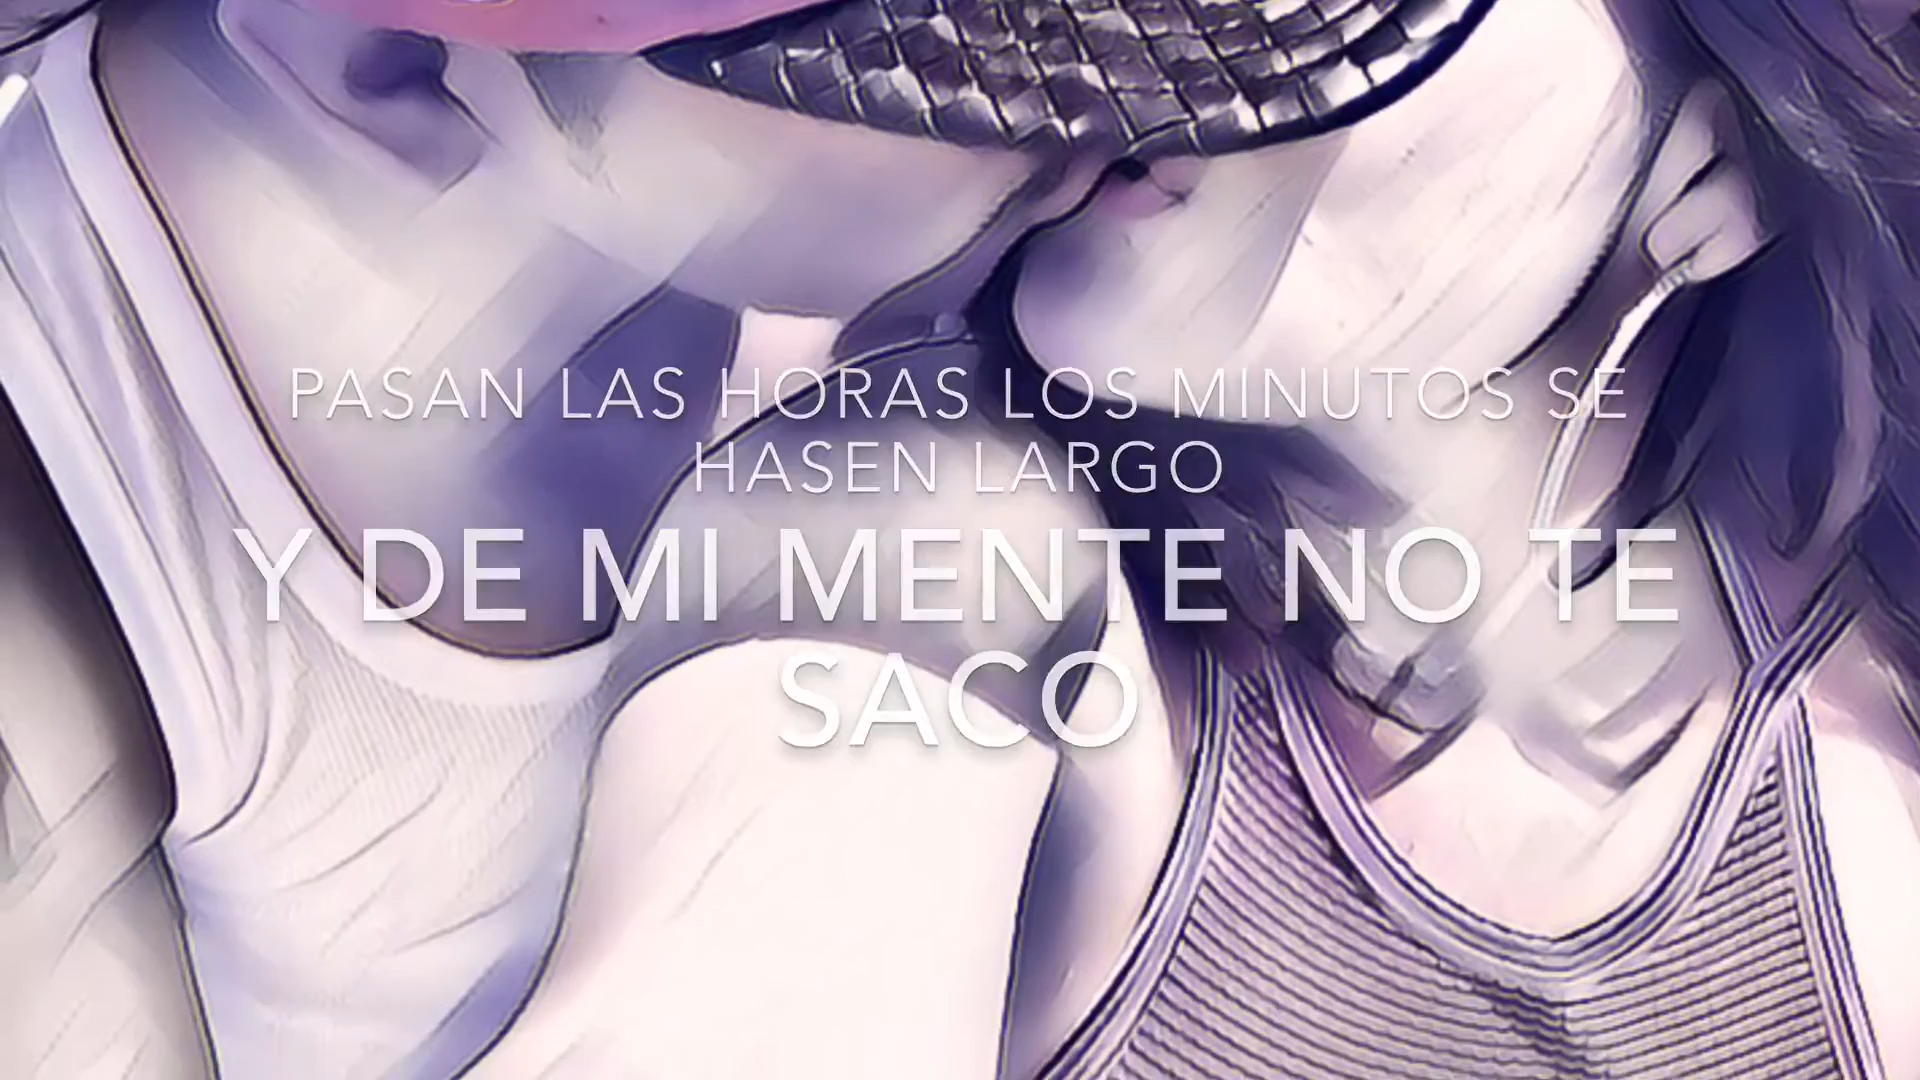 PASAN LAS HORAS LOS MINUTOS SE
HASEN LARGO
Y DE MI MENTE NO TE
SACO